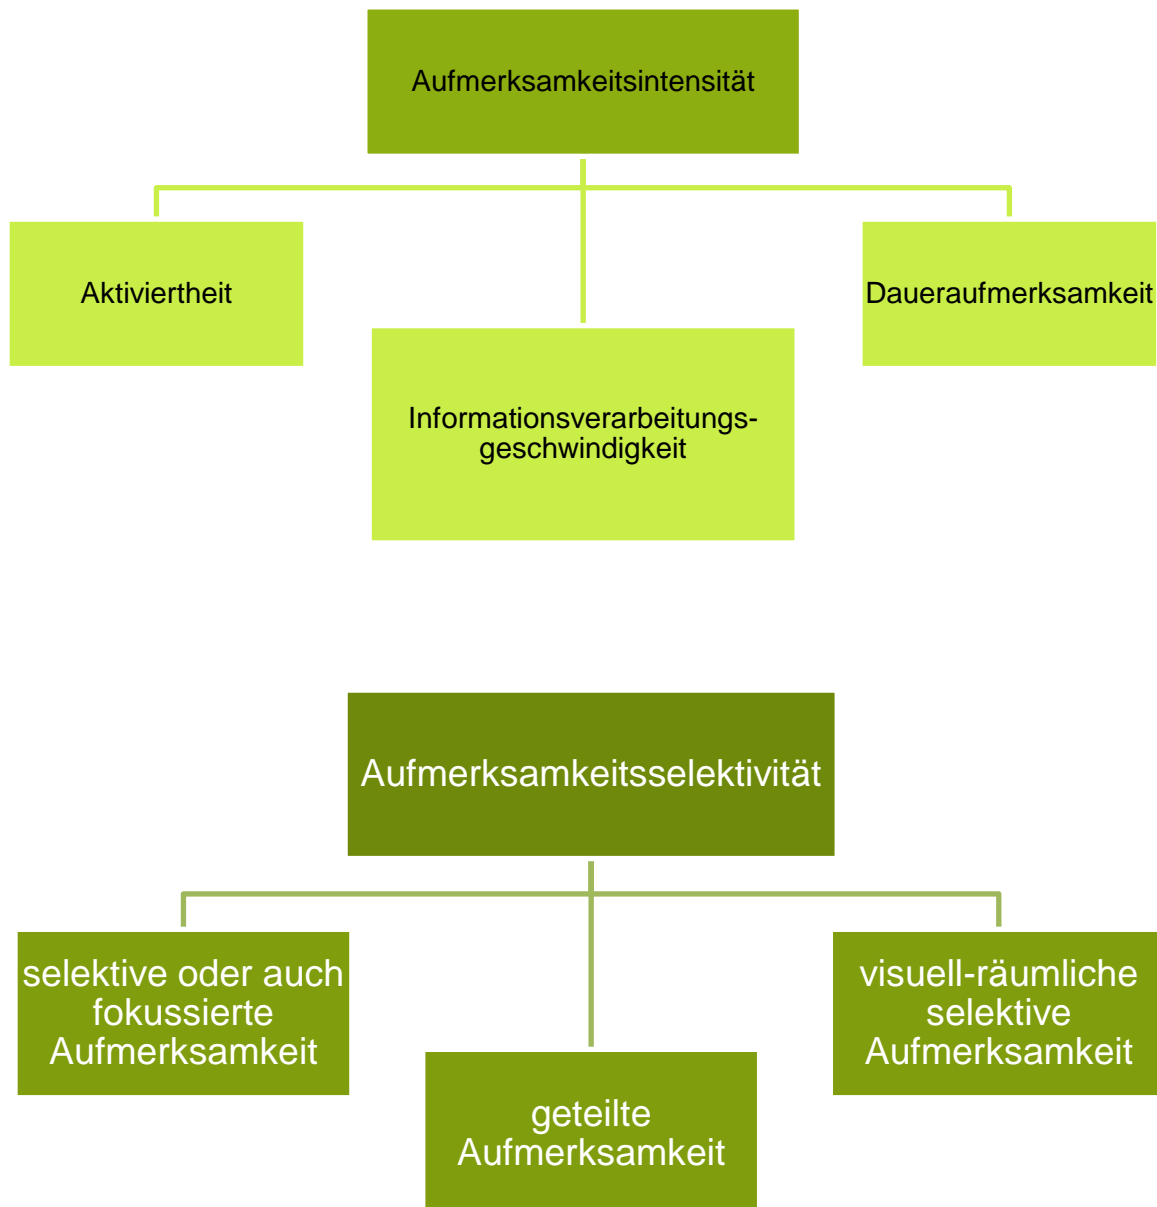 Aufmerksamkeitsintensität
Aktiviertheit
Daueraufmerksamkeit
Informationsverarbeitungs-
geschwindigkeit
Aufmerksamkeitsselektivität
selektive oder auch
fokussierte
Aufmerksamkeit
visuell-räumliche
selektive
Aufmerksamkeit
geteilte
Aufmerksamkeit